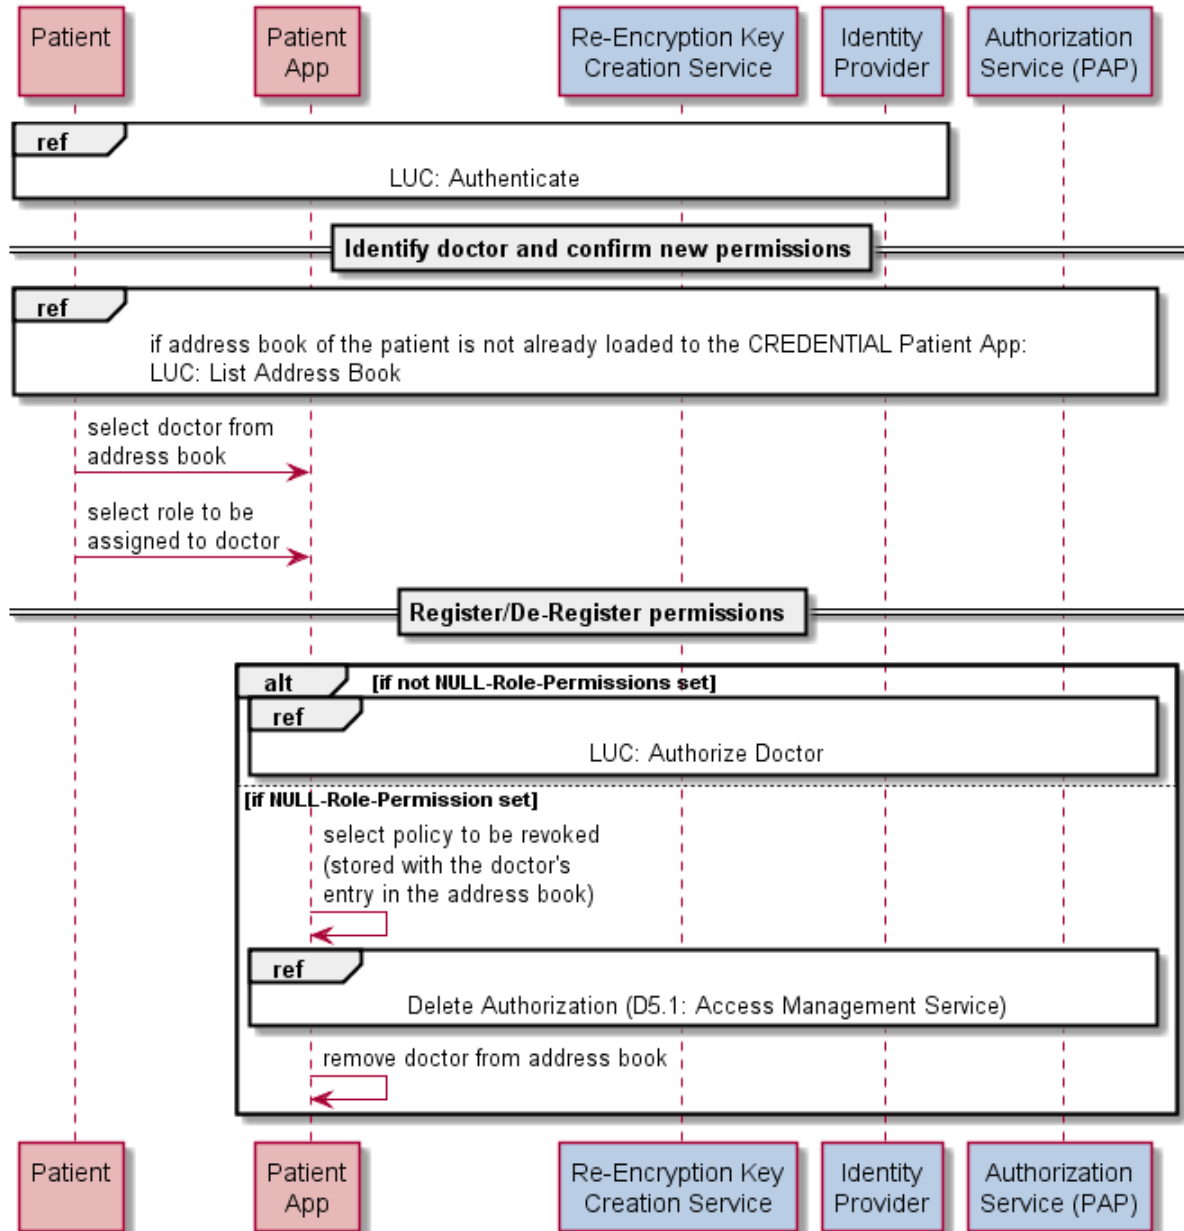 Patient
Patient
App
Re-Encryption Key
Creation Service
Identity
Provider
Authorization
Service (PAP)
ref
LUC: Authenticate
Identify doctor and confirm new permissions
ref
if address book of the patient is not already loaded to the CREDENTIAL Patient App:
LUC: List Address Book
select doctor from
address book
select role to be
assigned to doctor
Register/De-Register permissions
alt [if not NULL-Role-Permissions set]
ref
LUC: Authorize Doctor
[if NULL-Role-Permission set]
select policy to be revoked
(stored with the doctor's
entry in the address book)
ref
Delete Authorization (D5.1: Access Management Service)
remove doctor from address book
Patient
Patient
App
Re-Encryption Key
Creation Service
Identity
Provider
Authorization
Service (PAP)